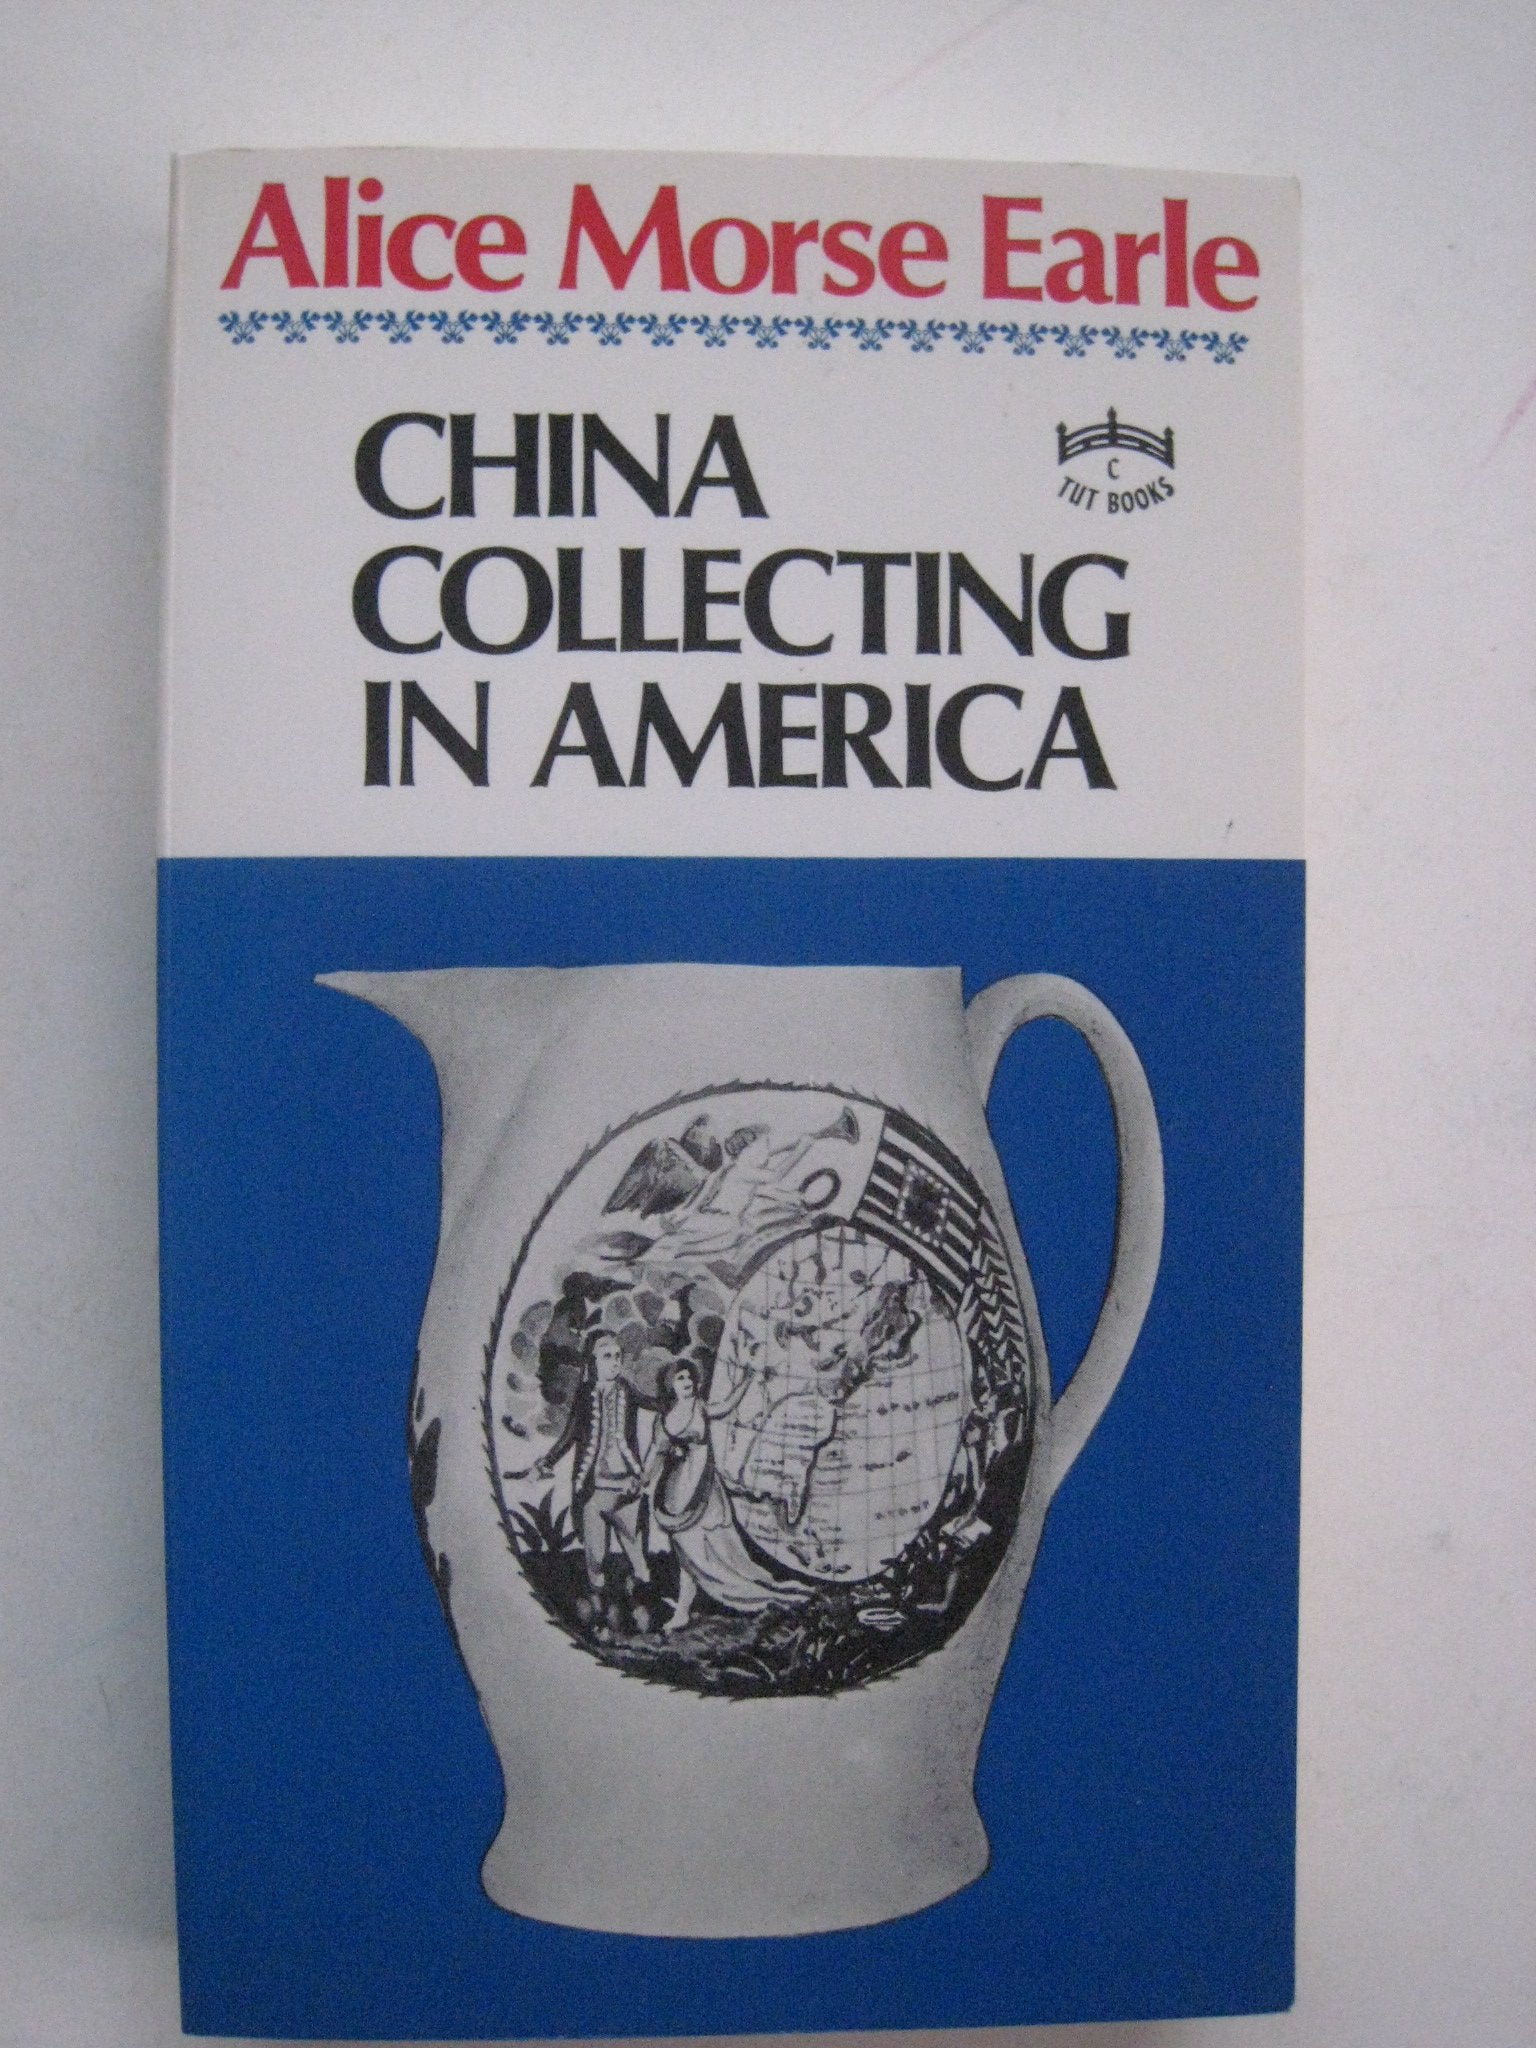 Alice Morse Earle
CHINA
C
TUT BOOKS
COLLECTING
IN AMERICA